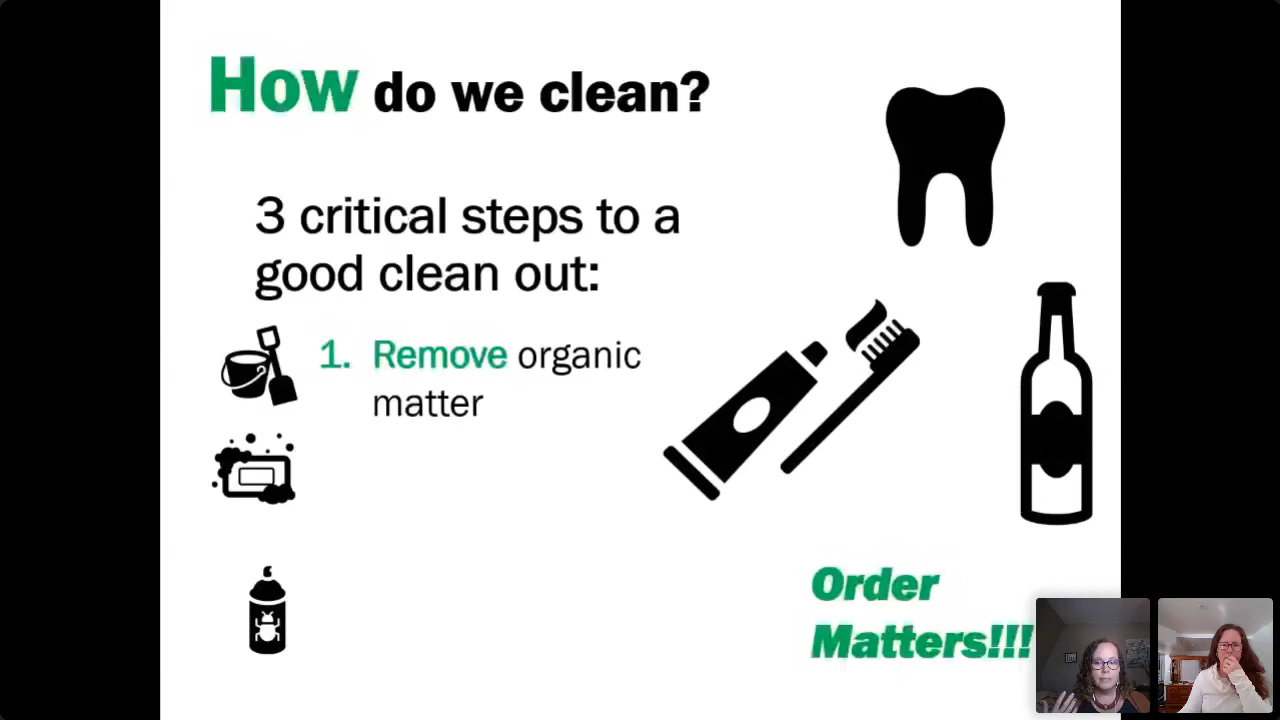 How do we clean?
3 critical steps to a
good clean out:
1. Remove organic
matter
Order
Matters!!!